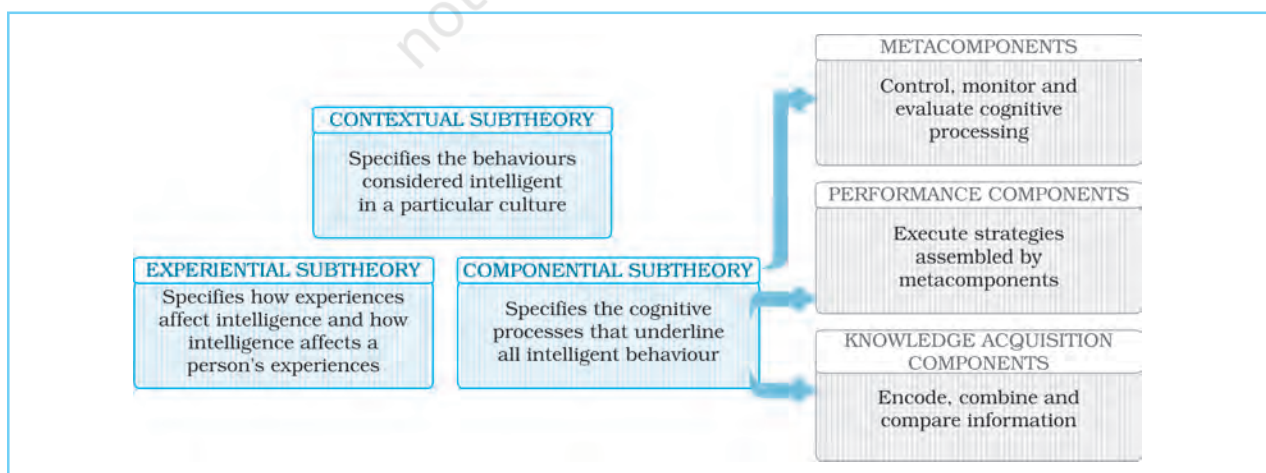 not
CONTEXTUAL SUBTHEORY
Specifies the behaviours
considered intelligent
in a particular culture
EXPERIENTIAL SUBTHEORY
Specifies how experiences
affect intelligence and how
intelligence affects a
person's experiences
COMPONENTIAL SUBTHEORY
Specifies the cognitive
processes that underline
all intelligent behaviour
METACOMPONENTS
Control, monitor and
evaluate cognitive
processing
PERFORMANCE COMPONENTS
Execute strategies
assembled by
metacomponents
KNOWLEDGE ACQUISITION
COMPONENTS
Encode, combine and
compare information